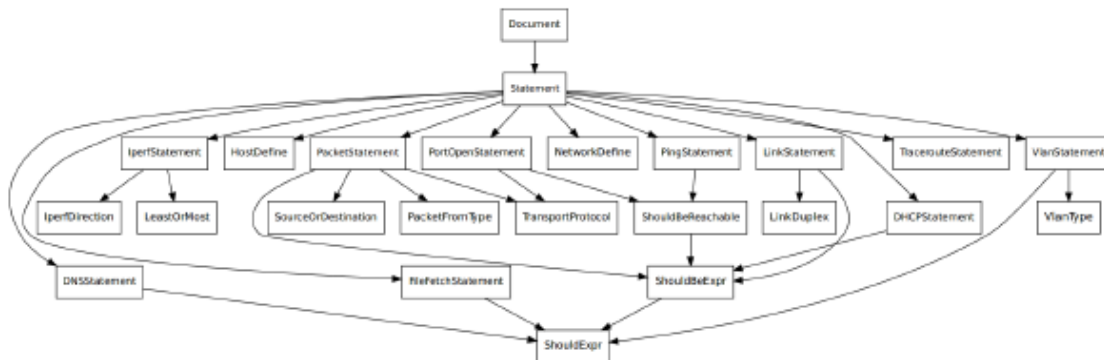 Document
Statement
IperfStatement HostDefine PacketStatement PortOpenStatement NetworkDefine PingStatement LinkStatement TracerouteStatement VlanStatement
IperfDirection LeastOrMost SourceOrDestination PacketFromType TransportProtocol ShouldBeReachable LinkDuplex DHCPStatement VlanType
DNSStatement FileFetchStatement ShouldBeExpr
ShouldExpr